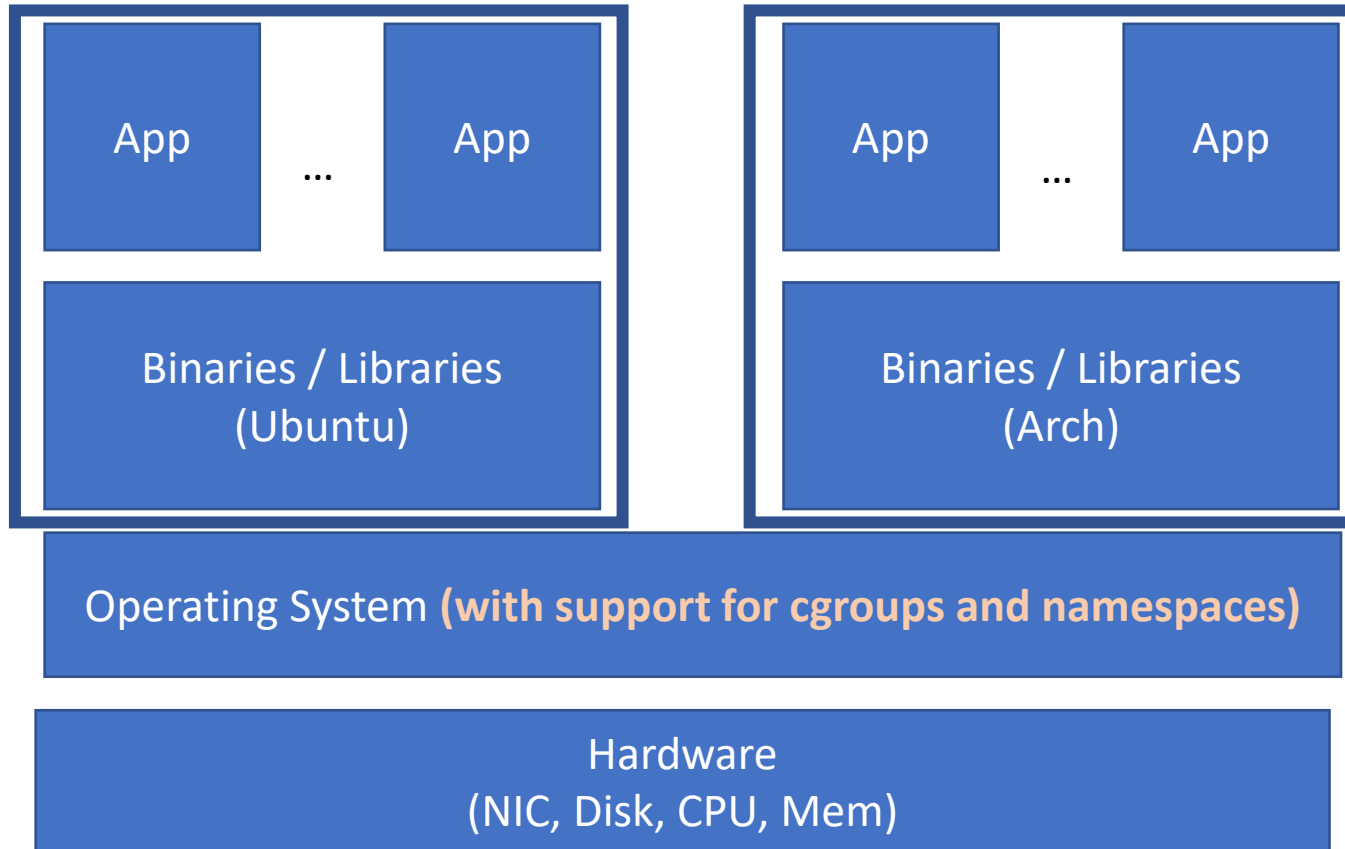 App
...
App
App
...
App
Binaries / Libraries
(Ubuntu)
Binaries / Libraries
(Arch)
Operating System (with support for cgroups and namespaces)
Hardware
(NIC, Disk, CPU, Mem)